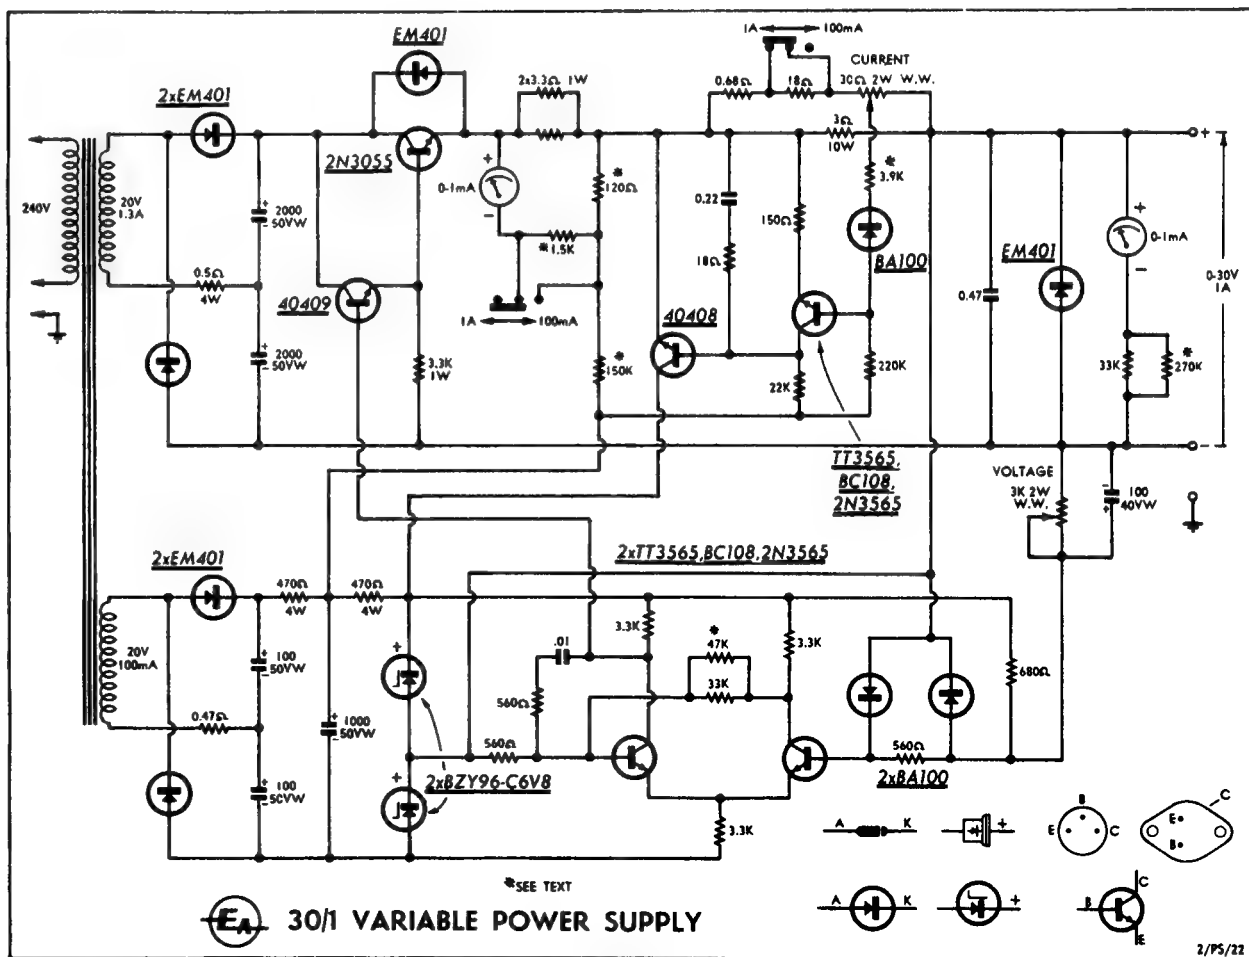 EM401
1A 100mA
*
CURRENT
2x3.3Ω 1W
0.68Ω
18Ω
30Ω 2W W.W.
2xEM401
2N3055
3Ω
10W
+
240V
20V
1.3A
+
2000
-50VW
0-1mA
+
-
*
120Ω
0.22
150Ω
*
3.9K
BA100
EM401
+
0-1mA
-
0-30V
1A
0.5Ω
4W
*1.5K
18Ω
40409
1A 100mA
40408
0.47
+
2000
-50VW
3.3K
1W
*
150K
22K
220K
33K
*
270K
-
TT3565,
BC108,
2N3565
VOLTAGE
3K 2W
W.W.
-
+
100
40VW
2xEM401
2xTT3565,BC108,2N3565
470Ω
4W
470Ω
4W
20V
100mA
+
100
-50VW
+
.01
3.3K
*
47K
33K
3.3K
680Ω
560Ω
0.47Ω
+
1000
-50VW
560Ω
560Ω
+
100
-50VW
+
2xBZY96-C6V8
2xBA100
3.3K
A K
+
B
E C
C
E
B
*SEE TEXT
EA 30/1 VARIABLE POWER SUPPLY
A K
+
B
C
E
2/PS/22